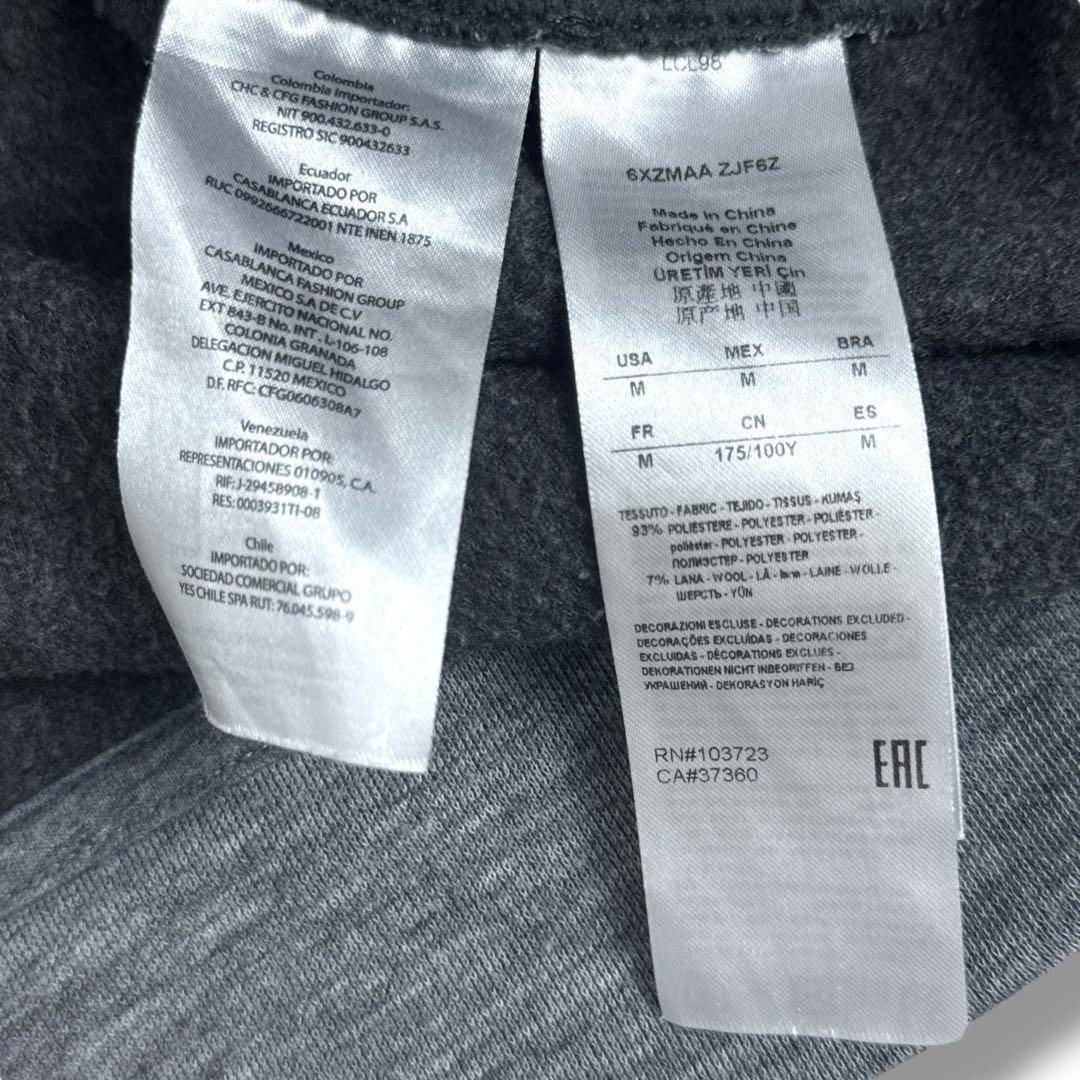 Colombia
Colombia importador:
CHC & CFG FASHION GROUP S.A.S.
NIT 900.432.633-0
REGISTRO SIC 900432633
Ecuador
IMPORTADO POR
CASABLANCA ECUADOR S.A
RUC 0992666722001 NTE INEN 1875
Mexico
IMPORTADO POR
CASABLANCA FASHION GROUP
MEXICO S.A DE C.V
AVE. EJERCITO NACIONAL NO.
EXT 843-B No. INT. L-106-108
COLONIA GRANADA
DELEGACION MIGUEL HIDALGO
C.P. 11520 MEXICO
D.F. RFC: CFG0606308A7
Venezuela
IMPORTADOR POR
REPRESENTACIONES 010905, C.A.
RIF: J-29458908-1
RES: 0003931TI-08
Chile
IMPORTADO POR:
SOCIEDAD COMERCIAL GRUPO
YES CHILE SPA RUT: 76.045.598-9
LCL98
6XZMAA ZJF6Z
Made in China
Fabriqué en Chine
Hecho En China
Origem China
ÜRETİM YERİ Çin
原產地 中國
原产地 中国
USA MEX BRA
M M M
FR CN ES
M 175/100Y M
TESSUTO - FABRIC - TEJIDO - TISSUS - KUMAŞ
93% POLIESTERE - POLYESTER - POLIÉSTER -
poliéster - POLYESTER - POLYESTER -
ПОЛИЭСТЕР - POLYESTER
7% LANA - WOOL - LÃ - lana - LAINE - WOLLE -
ШЕРСТЬ - YÜN
DECORAZIONI ESCLUSE - DECORATIONS EXCLUDED -
DECORAÇÕES EXCLUÍDAS - DECORACIONES
EXCLUIDAS - DÉCORATIONS EXCLUES -
DEKORATIONEN NICHT INBEGRIFFEN - БЕЗ
УКРАШЕНИЙ - DEKORASYON HARİÇ
RN#103723
CA#37360
EAC